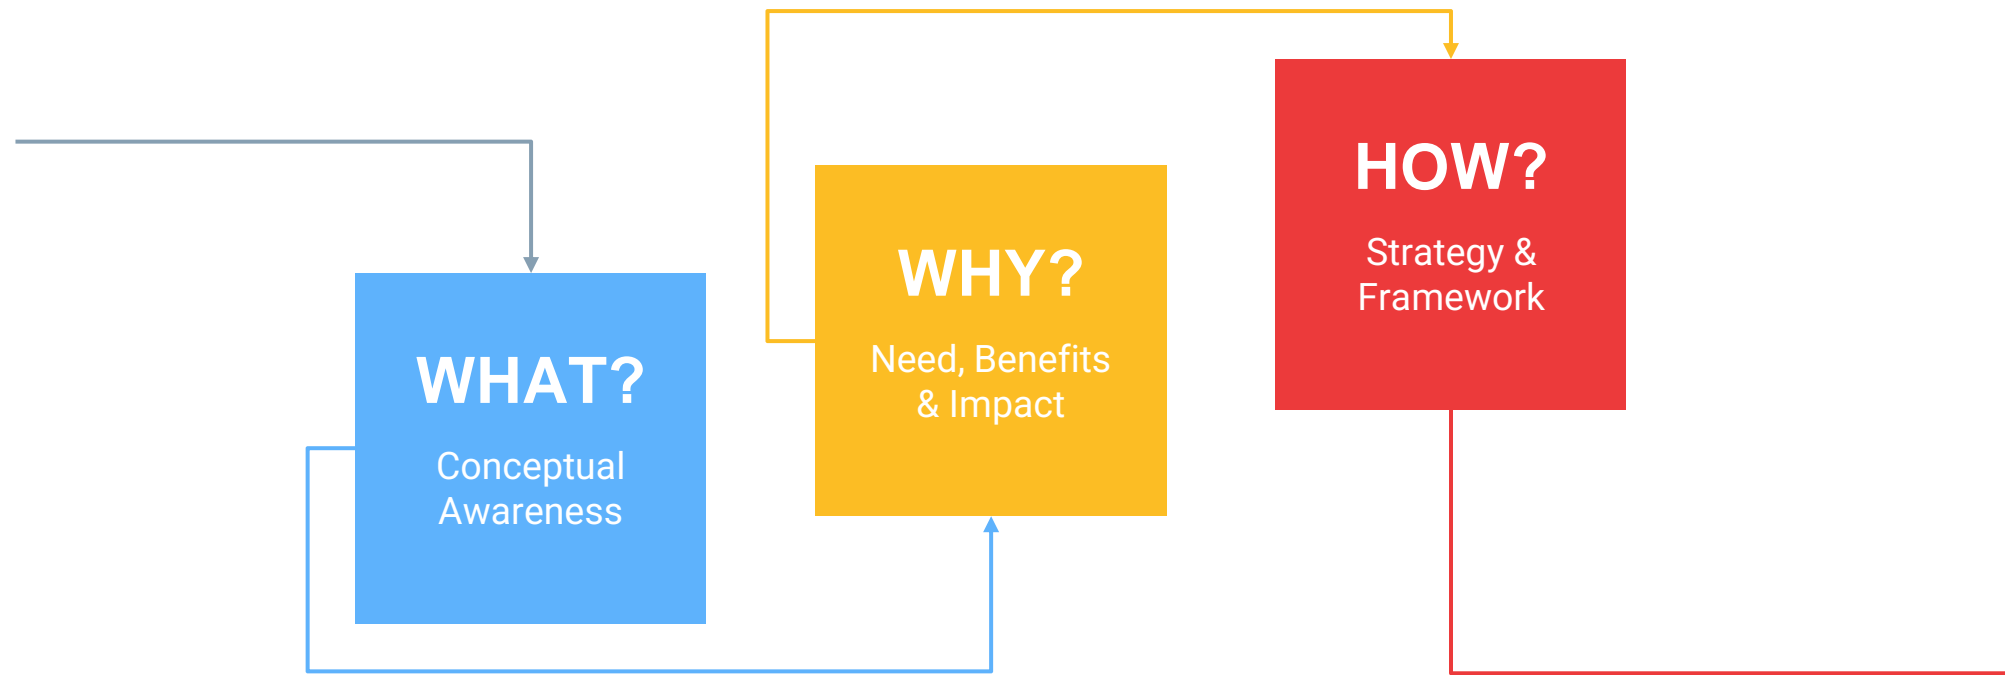 WHAT?
Conceptual
Awareness
WHY?
Need, Benefits
& Impact
HOW?
Strategy &
Framework